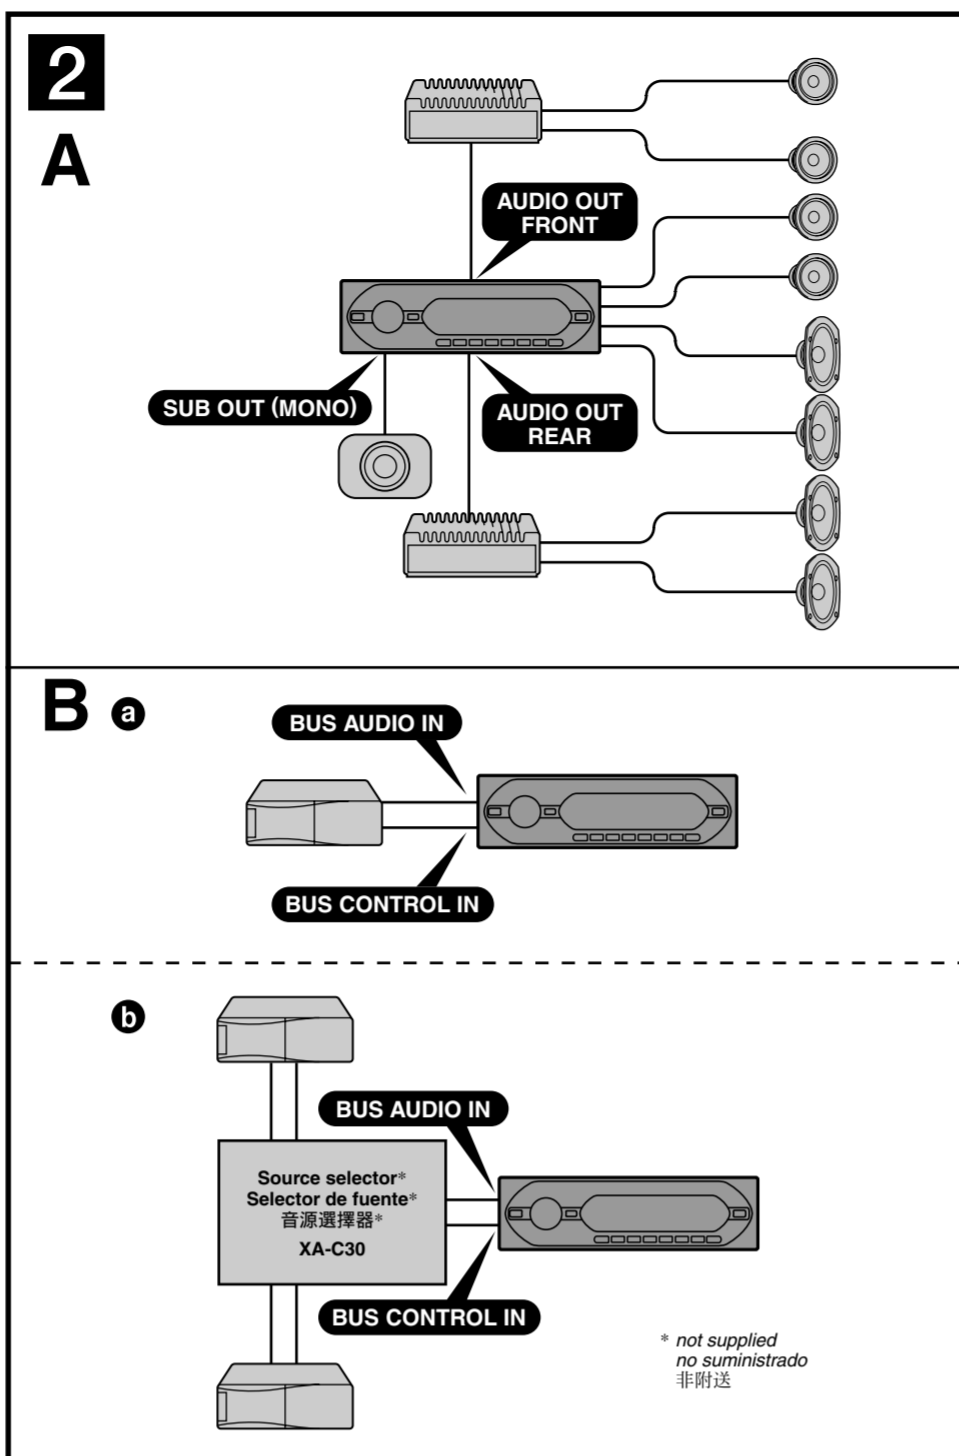 2
A
AUDIO OUT
FRONT
SUB OUT (MONO)
AUDIO OUT
REAR
B a
BUS AUDIO IN
BUS CONTROL IN
b
BUS AUDIO IN
Source selector*
Selector de fuente*
音源選擇器*
XA-C30
BUS CONTROL IN
* not supplied
no suministrado
非附送